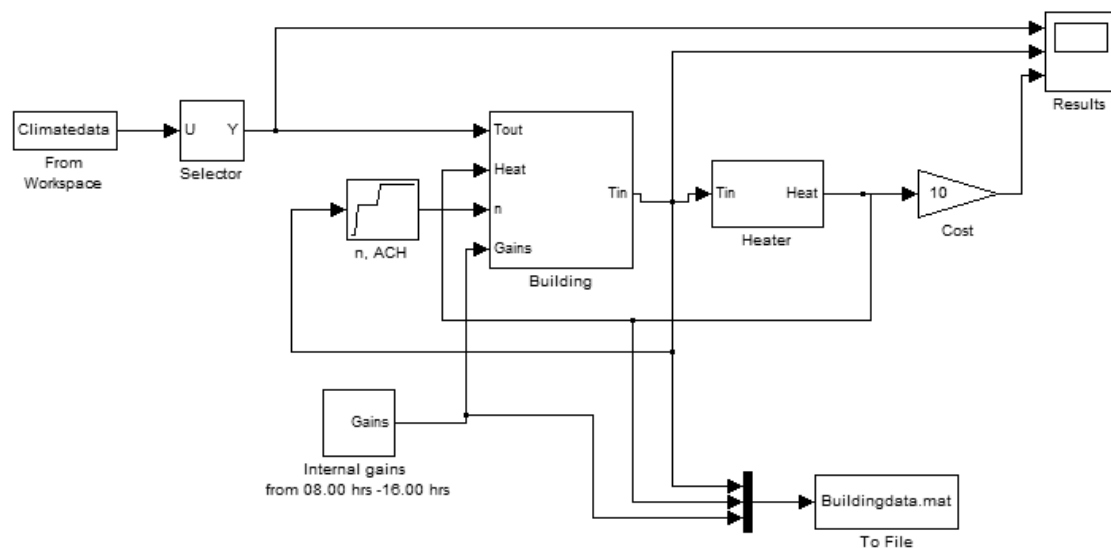 Results
Climatedata
From
Workspace
U Y
Selector
n, ACH
Tout
Heat
n
Gains
Tin
Building
Tin Heat
Heater
10
Cost
Gains
Internal gains
from 08.00 hrs -16.00 hrs
Buildingdata.mat
To File